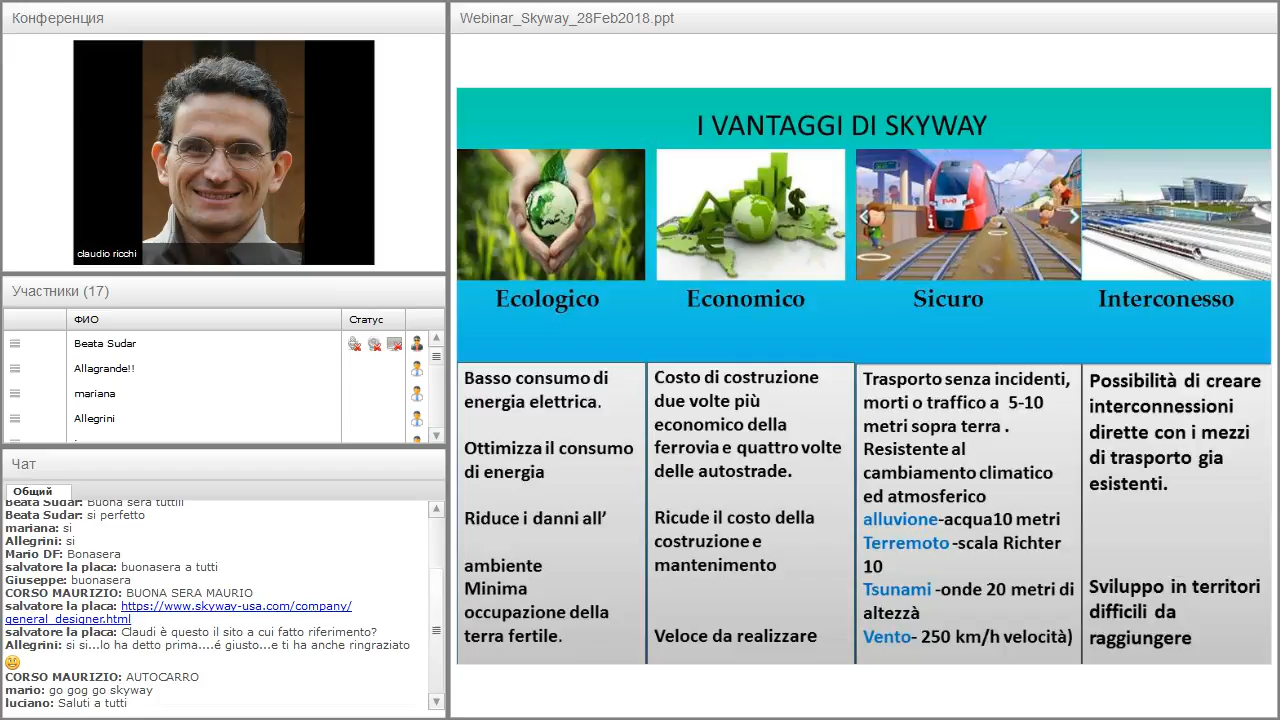 Конференция
claudio ricchi
Участники (17)
ФИО
Статус
Beata Sudar
Allagrande!!
mariana
Allegrini
Чат
Общий
Beata Sudar: Buona sera tuttiii
Beata Sudar: si perfetto
mariana: si
Allegrini: si
Mario DF: Bonasera
salvatore la placa: buonasera a tutti
Giuseppe: buonasera
CORSO MAURIZIO: BUONA SERA MAURIO
salvatore la placa: https://www.skyway-usa.com/company/
general_designer.html
salvatore la placa: Claudi è questo il sito a cui fatto riferimento?
Allegrini: si si...lo ha detto prima....é giusto...e ti ha anche ringraziato
CORSO MAURIZIO: AUTOCARRO
mario: go gog go skyway
luciano: Saluti a tutti
Webinar_Skyway_28Feb2018.ppt
I VANTAGGI DI SKYWAY
Ecologico
Economico
Sicuro
Interconesso
Basso consumo di
energia elettrica.
Ottimizza il consumo
di energia
Riduce i danni all’
ambiente
Minima
occupazione della
terra fertile.
Costo di costruzione
due volte più
economico della
ferrovia e quattro volte
delle autostrade.
Ricude il costo della
costruzione e
mantenimento
Veloce da realizzare
Trasporto senza incidenti,
morti o traffico a 5-10
metri sopra terra .
Resistente al
cambiamento climatico
ed atmosferico
alluvione-acqua10 metri
Terremoto -scala Richter
10
Tsunami -onde 20 metri di
altezzà
Vento- 250 km/h velocità)
Possibilità di creare
interconnessioni
dirette con i mezzi
di trasporto gia
esistenti.
Sviluppo in territori
difficili da
raggiungere